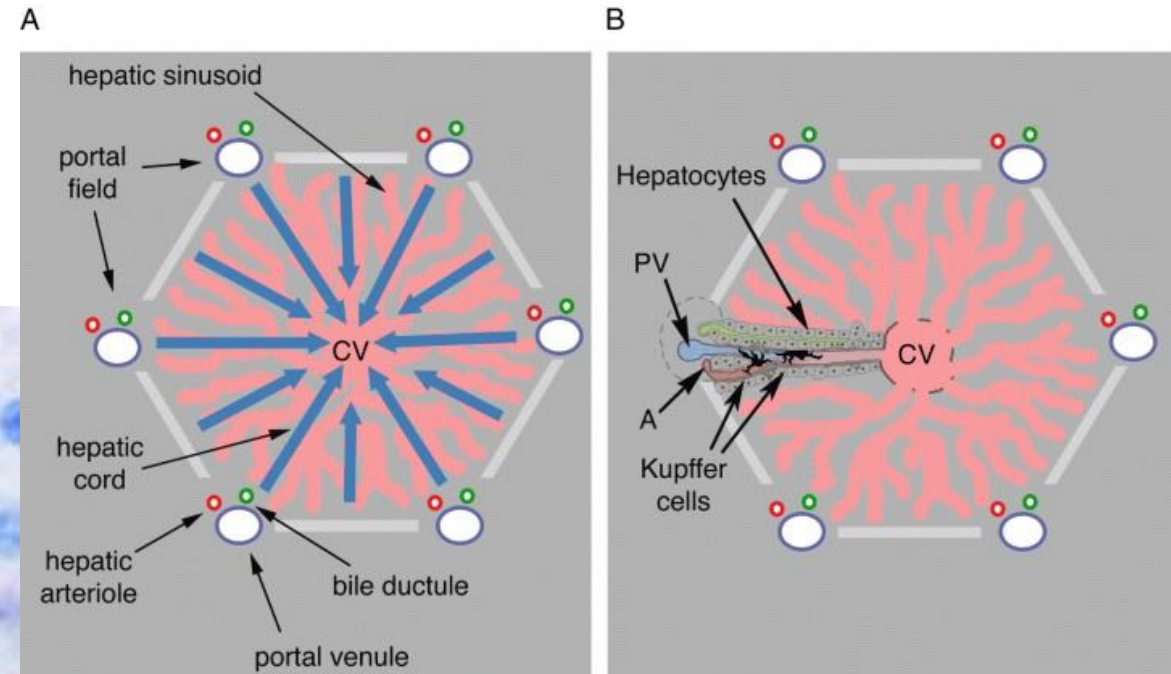 A
hepatic sinusoid
portal
field
CV
hepatic
cord
hepatic
arteriole
bile ductule
portal venule
B
Hepatocytes
PV
CV
A
Kupffer
cells